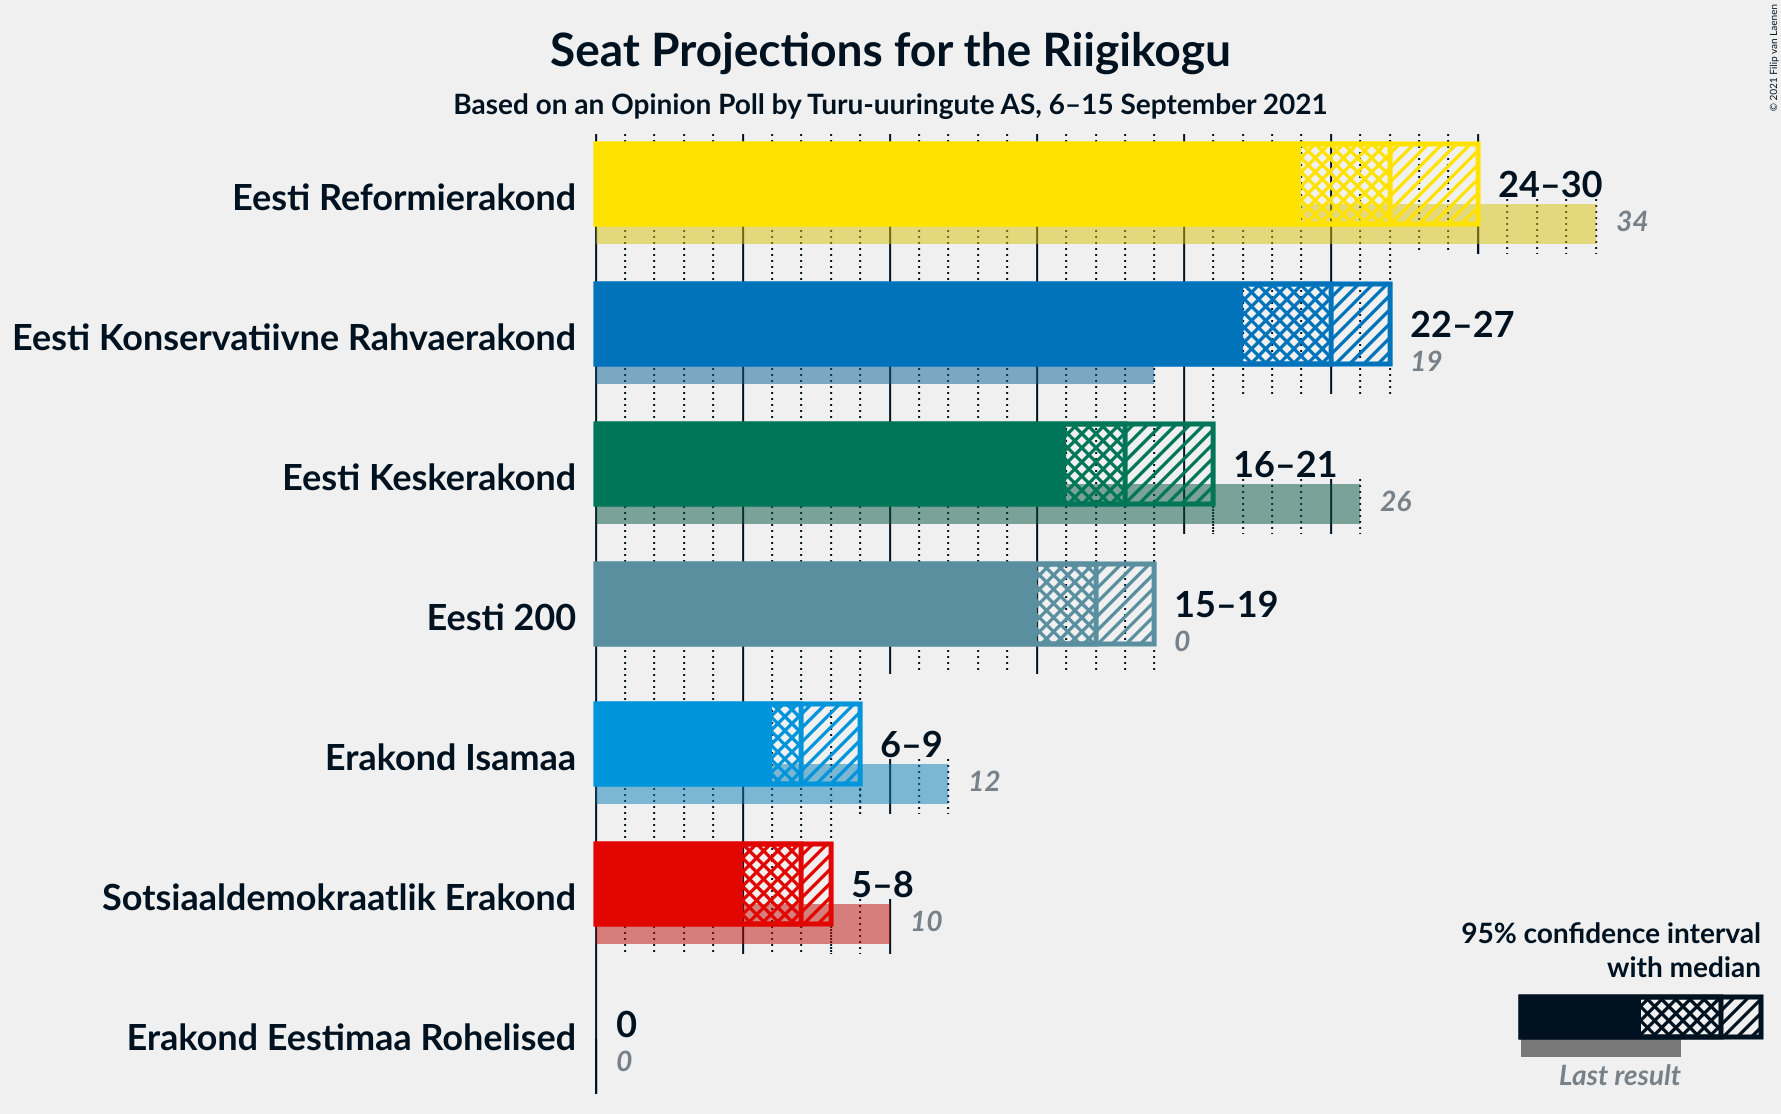 Seat Projections for the Riigikogu
Based on an Opinion Poll by Turu-uuringute AS, 6–15 September 2021
© 2021 Filip van Laenen
Eesti Reformierakond
24–30
34
Eesti Konservatiivne Rahvaerakond
22–27
19
Eesti Keskerakond
16–21
26
Eesti 200
15–19
0
Erakond Isamaa
6–9
12
Sotsiaaldemokraatlik Erakond
5–8
10
Erakond Eestimaa Rohelised
0
0
95% confidence interval
with median
Last result